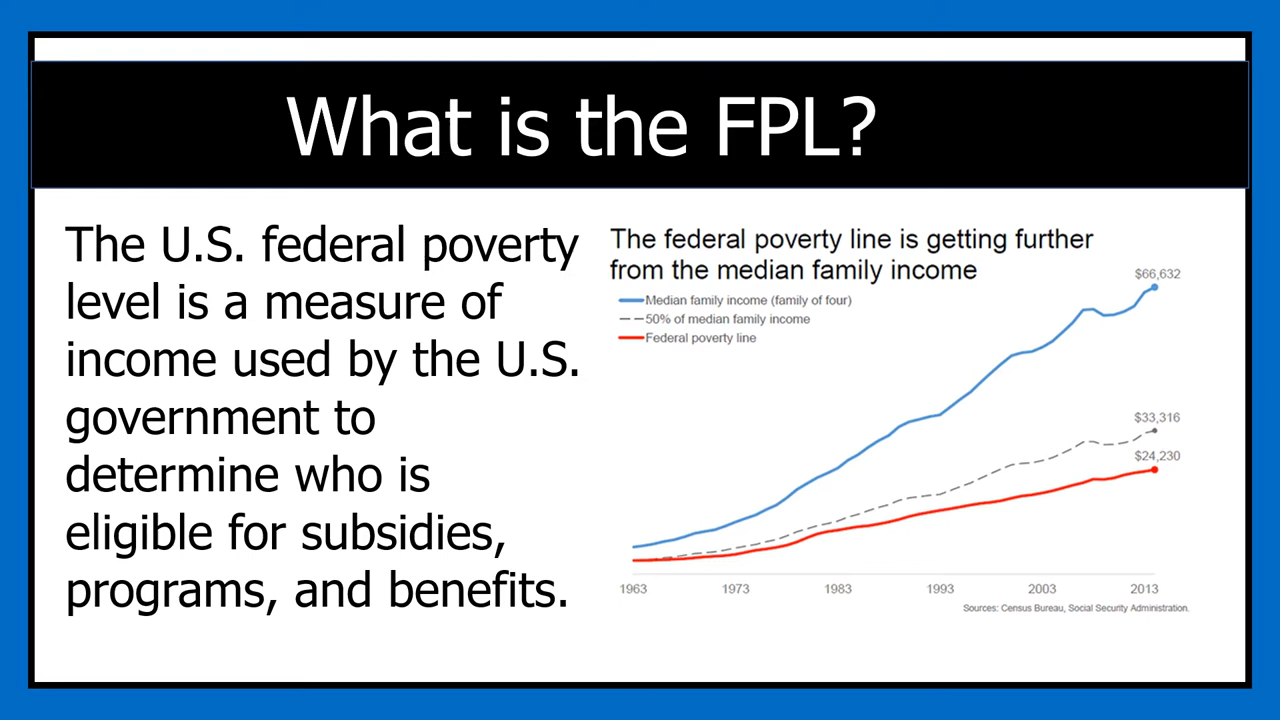 What is the FPL?
The U.S. federal poverty
level is a measure of
income used by the U.S.
government to
determine who is
eligible for subsidies,
programs, and benefits.
The federal poverty line is getting further
from the median family income
Median family income (family of four)
50% of median family income
Federal poverty line
$66,632
$33,316
$24,230
1963 1973 1983 1993 2003 2013
Sources: Census Bureau, Social Security Administration.